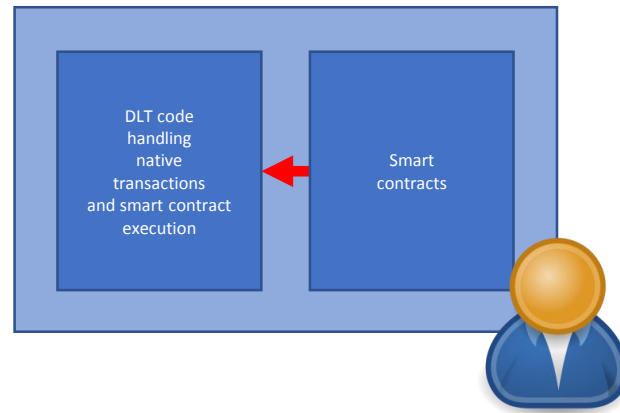 DLT code
handling
native
transactions
and smart contract
execution
Smart
contracts